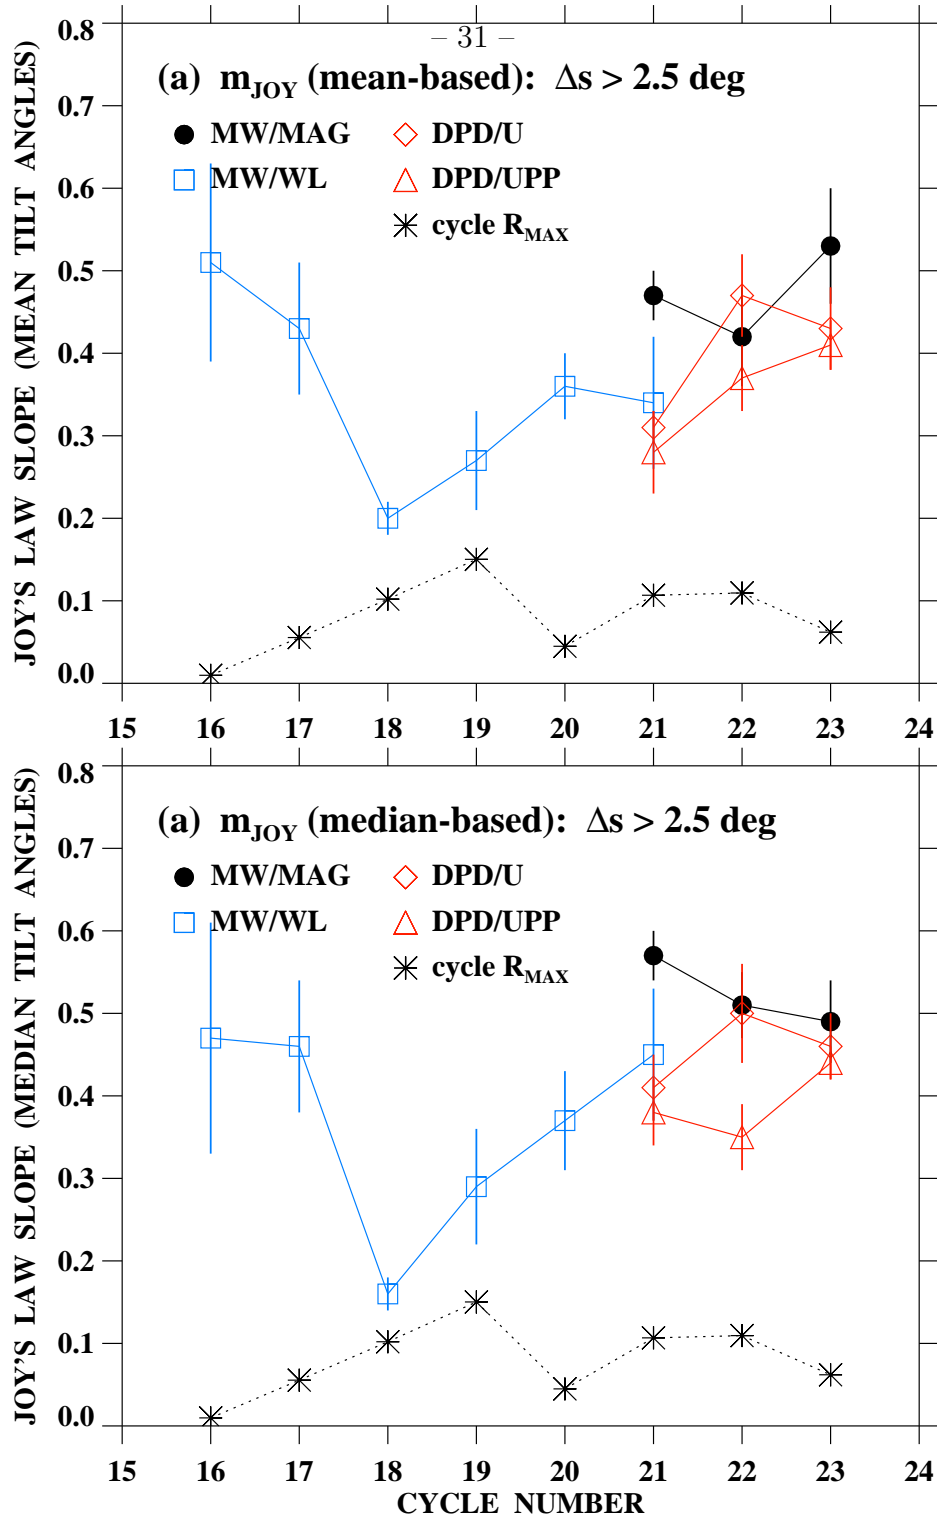 – 31 –
0.8
(a) m_JOY (mean-based): Δs > 2.5 deg
0.7
MW/MAG DPD/U
MW/WL DPD/UPP
0.6
cycle R_MAX
0.5
0.4
0.3
0.2
0.1
0.0
JOY'S LAW SLOPE (MEAN TILT ANGLES)
15 16 17 18 19 20 21 22 23 24
0.8
(a) m_JOY (median-based): Δs > 2.5 deg
0.7
MW/MAG DPD/U
MW/WL DPD/UPP
0.6
cycle R_MAX
0.5
0.4
0.3
0.2
0.1
0.0
JOY'S LAW SLOPE (MEDIAN TILT ANGLES)
15 16 17 18 19 20 21 22 23 24
CYCLE NUMBER